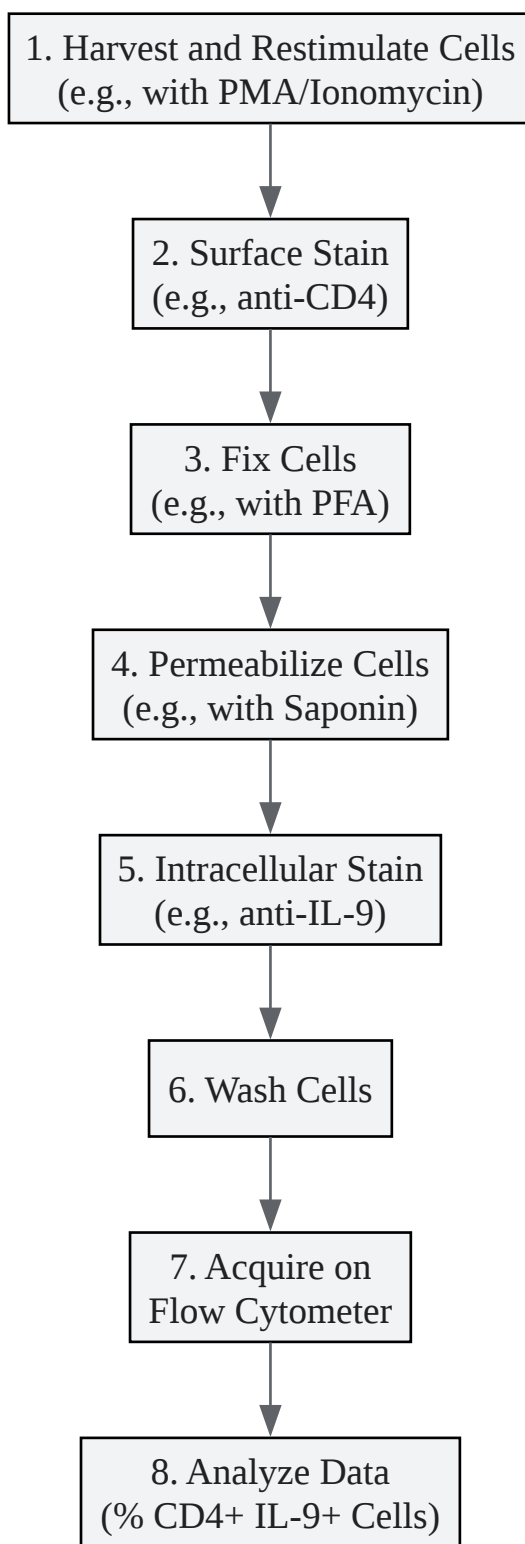 1. Harvest and Restimulate Cells
(e.g., with PMA/Ionomycin)
2. Surface Stain
(e.g., anti-CD4)
3. Fix Cells
(e.g., with PFA)
4. Permeabilize Cells
(e.g., with Saponin)
5. Intracellular Stain
(e.g., anti-IL-9)
6. Wash Cells
7. Acquire on
Flow Cytometer
8. Analyze Data
(% CD4+ IL-9+ Cells)